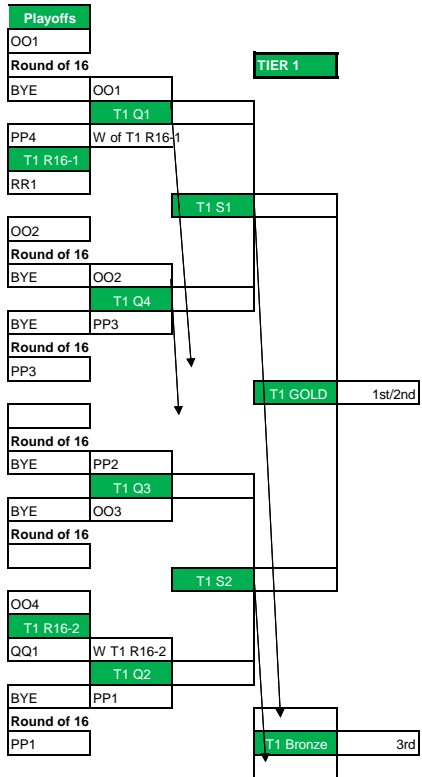 Playoffs
OO1
Round of 16
TIER 1
BYE OO1
T1 Q1
PP4 W of T1 R16-1
T1 R16-1
RR1
T1 S1
OO2
Round of 16
BYE OO2
T1 Q4
BYE PP3
Round of 16
PP3
T1 GOLD 1st/2nd
Round of 16
BYE PP2
T1 Q3
BYE OO3
Round of 16
T1 S2
OO4
T1 R16-2
QQ1 W T1 R16-2
T1 Q2
BYE PP1
Round of 16
PP1 T1 Bronze 3rd